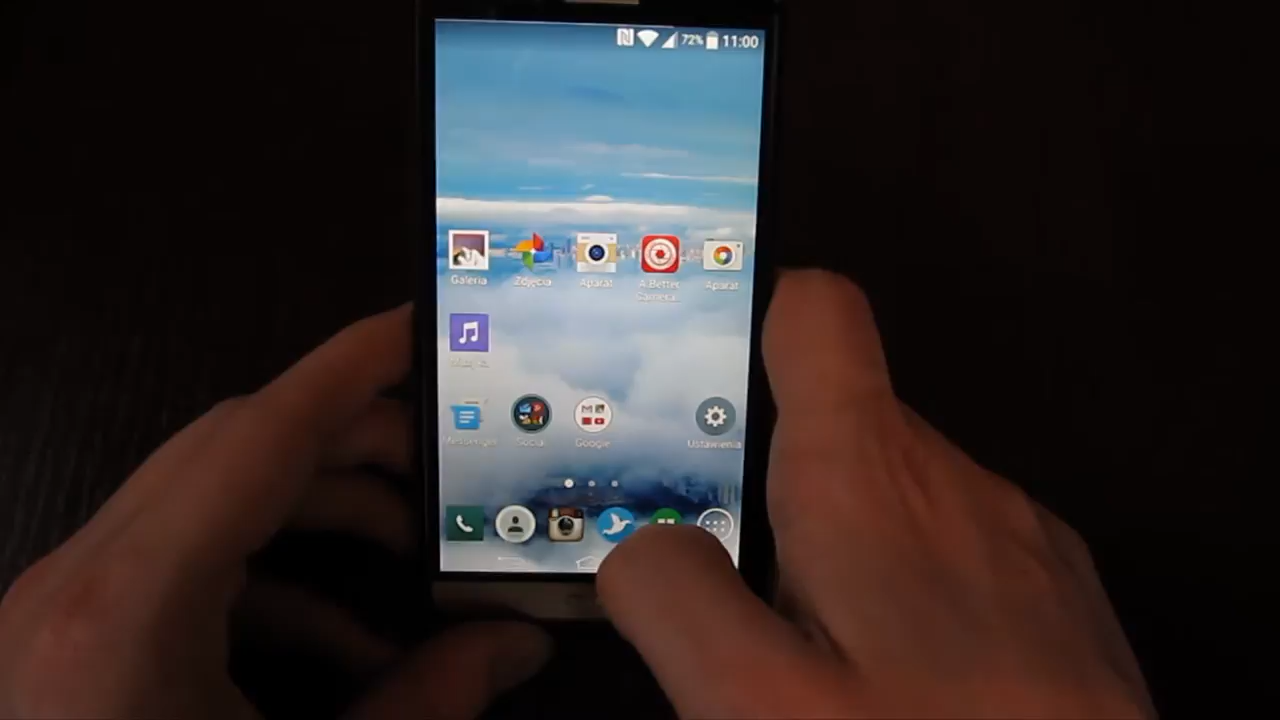 72% 11:00
Galeria Zdjęcia Aparat A Better Aparat
Camera...
Messenger Social Google Ustawienia